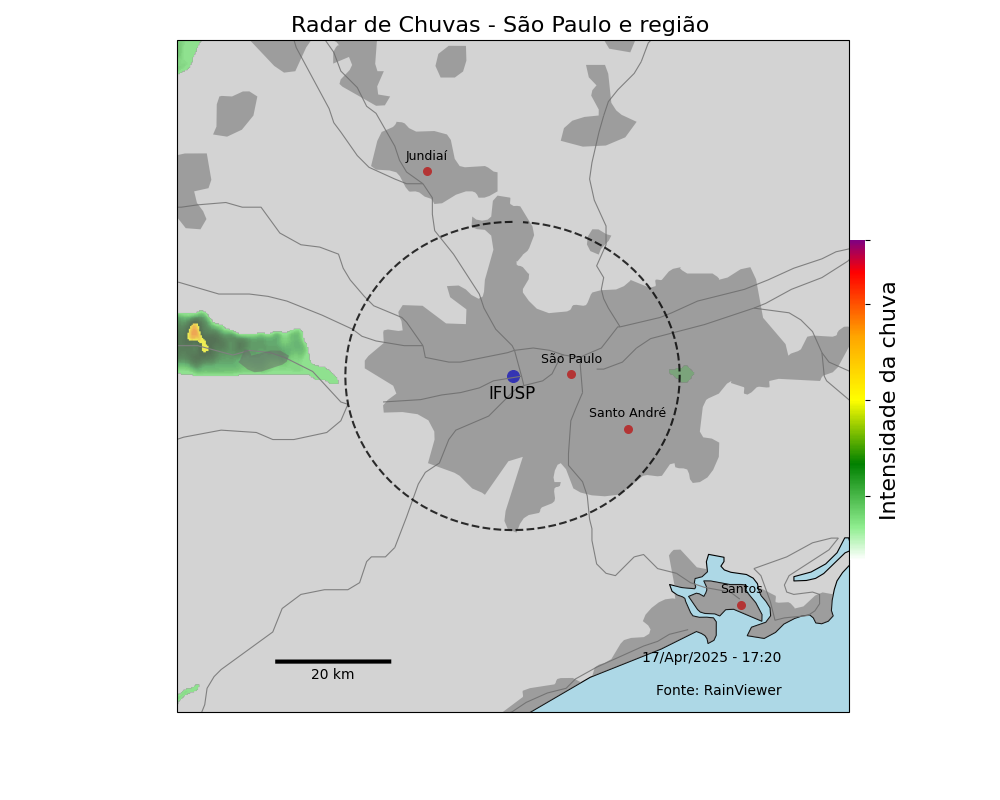 Radar de Chuvas - São Paulo e região
Jundiaí
São Paulo
IFUSP
Santo André
Intensidade da chuva
Santos
17/Apr/2025 - 17:20
20 km
Fonte: RainViewer